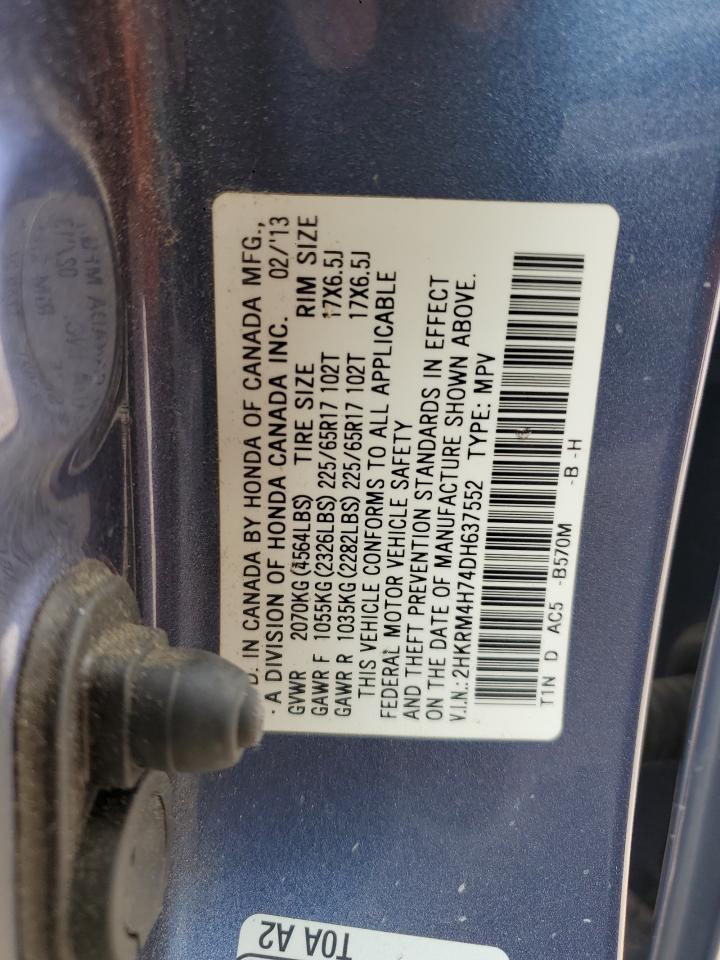 D. IN CANADA BY HONDA OF CANADA MFG.,
A DIVISION OF HONDA CANADA INC. 02/'13
GVWR 2070KG (4564LBS) TIRE SIZE RIM SIZE
GAWR F 1055KG (2326LBS) 225/65R17 102T 17X6.5J
GAWR R 1035KG (2282LBS) 225/65R17 102T 17X6.5J
THIS VEHICLE CONFORMS TO ALL APPLICABLE
FEDERAL MOTOR VEHICLE SAFETY
AND THEFT PREVENTION STANDARDS IN EFFECT
ON THE DATE OF MANUFACTURE SHOWN ABOVE.
V.I.N.: 2HKRM4H74DH637552 TYPE: MPV
T1N D AC5 -B570M -B -H
T0A A2